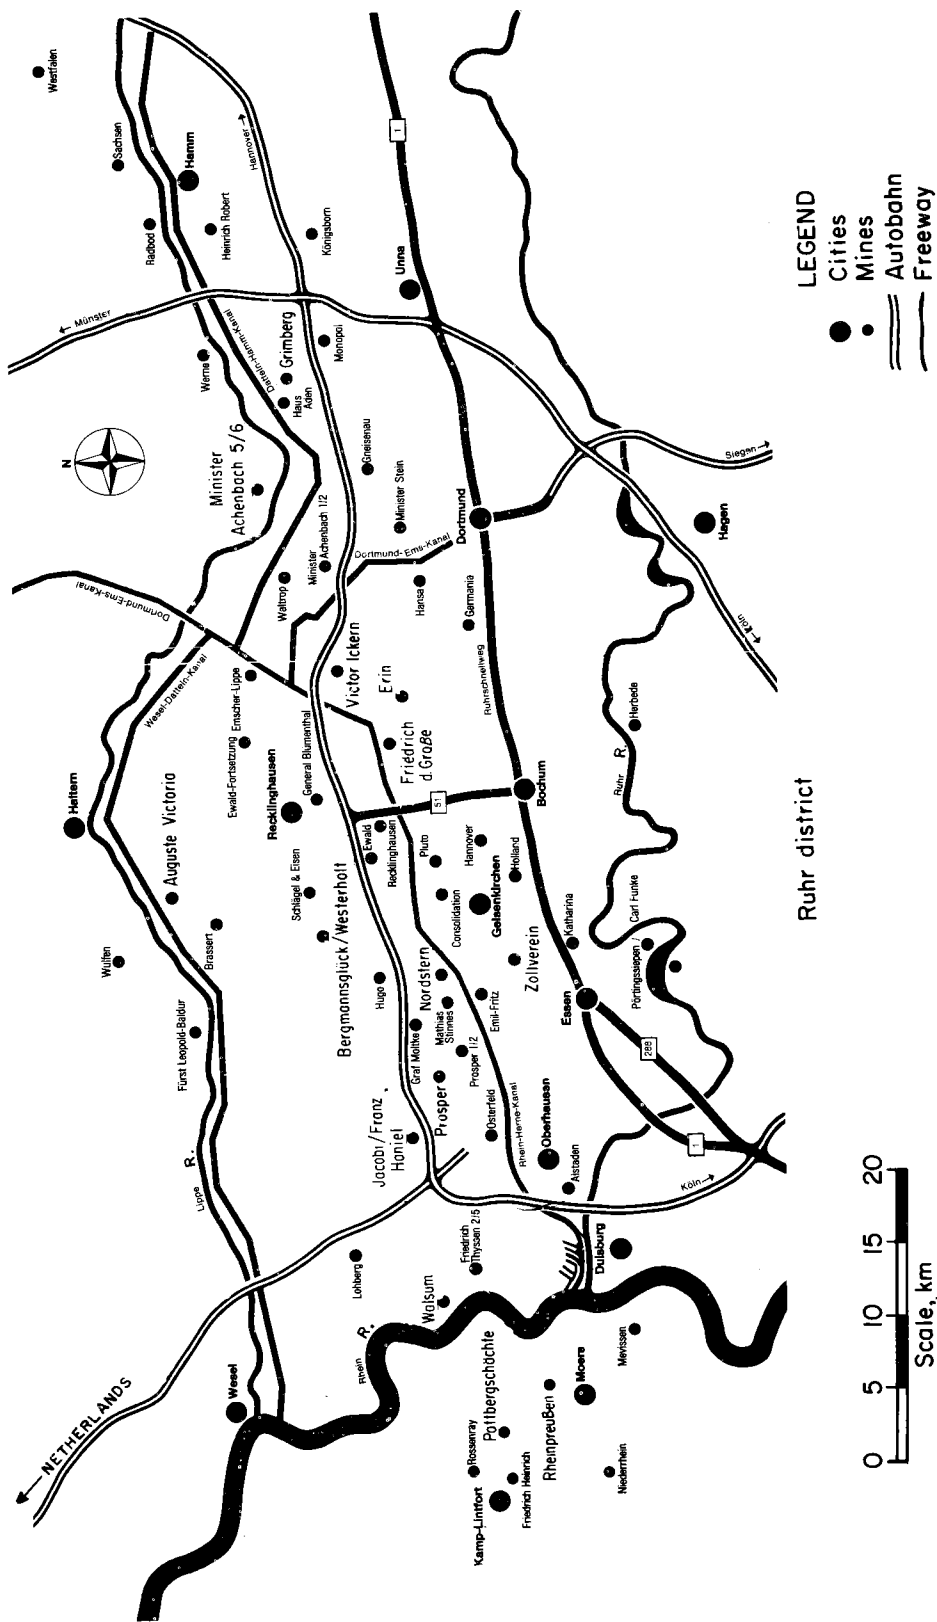 NETHERLANDS
Wesel
Lippe R.
Fürst Leopold-Baldur
Wulfen
Brassert
Auguste Victoria
Haltern
Wesel-Datteln-Kanal
Dortmund-Ems-Kanal
N
Münster
Westfalen
Sachsen
Radbod
Hamm
Heinrich Robert
Hannover
Königsborn
Werne
Datteln-Hamm-Kanal
Grimberg
Haus
Aden
Monopol
Minister
Achenbach 5/6
Minister
Achenbach 1/2
Waltrop
Gneisenau
Minister Stein
Dortmund-Ems-Kanal
Hansa
Germania
Emscher-Lippe
Ewald-Fortsetzung
Recklinghausen
General Blumenthal
Victor Ickern
Erin
Friedrich
d. Große
Schlägel & Eisen
Bergmannsglück/Westerholt
Ewald
Recklinghausen
Hugo
Pluto
Consolidation
Hannover
Gelsenkirchen
Holland
Zollverein
Katharina
Nordstern
Mathias
Stinnes
Emil-Fritz
Graf Moltke
Prosper 1/2
Prosper
Jacobi/Franz
Haniel
Osterfeld
Rhein-Herne-Kanal
Oberhausen
Alstaden
Lohberg
Friedrich
Thyssen 2/5
Walsum
Rhein R.
Duisburg
Pattbergschächte
Rossenray
Kamp-Lintfort
Friedrich Heinrich
Rheinpreußen
Moers
Mevissen
Niederrhein
Essen
Bochum
51
Ruhrschnellweg
Dortmund
Unna
1
1
288
Köln
Pörtingssiepen/
Carl Funke
Ruhr R.
Herbede
Hagen
Siegen
Köln
Ruhr district
LEGEND
Cities
Mines
Autobahn
Freeway
0 5 10 15 20
Scale, km